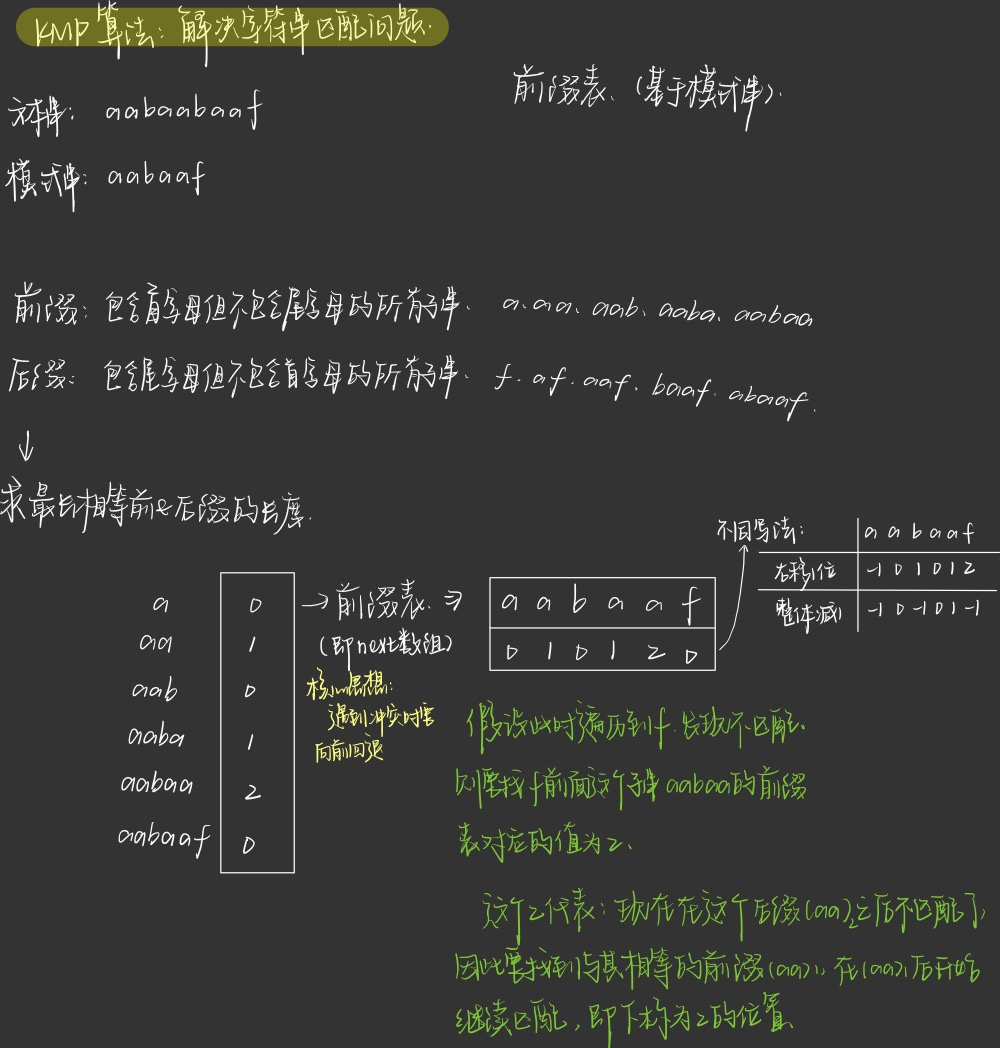 KMP算法：解决字符串匹配问题.
前缀表、(基于模式串).
文本串： aabaabaaf
模式串： aabaaf
前缀：包含首字母但不包含尾字母的所有子串. a、aa、aab、aaba、aabaa
后缀：包含尾字母但不包含首字母的所有子串. f. af. aaf. baaf. abaaf.
↓
求最长相等前后缀的长度.
a 0
aa 1
aab 0
aaba 1
aabaa 2
aabaaf 0
→前缀表. ⇒
(即next数组)
核心思想：
遇到冲突时要
向前回退
a a b a a f
0 1 0 1 2 0
不同写法：
a a b a a f
右移1位 -1 0 1 0 1 2
整体减1 -1 0 -1 0 1 -1
假设此时遍历到f.发现不匹配.
则要找f前面这个子串aabaa的前缀
表对应的值为2、
这个2代表：现在在这个后缀(aa)2之后不匹配了,
因此要找到与其相等的前缀(aa)1, 在(aa)1后开始
继续匹配, 即下标为2的位置.